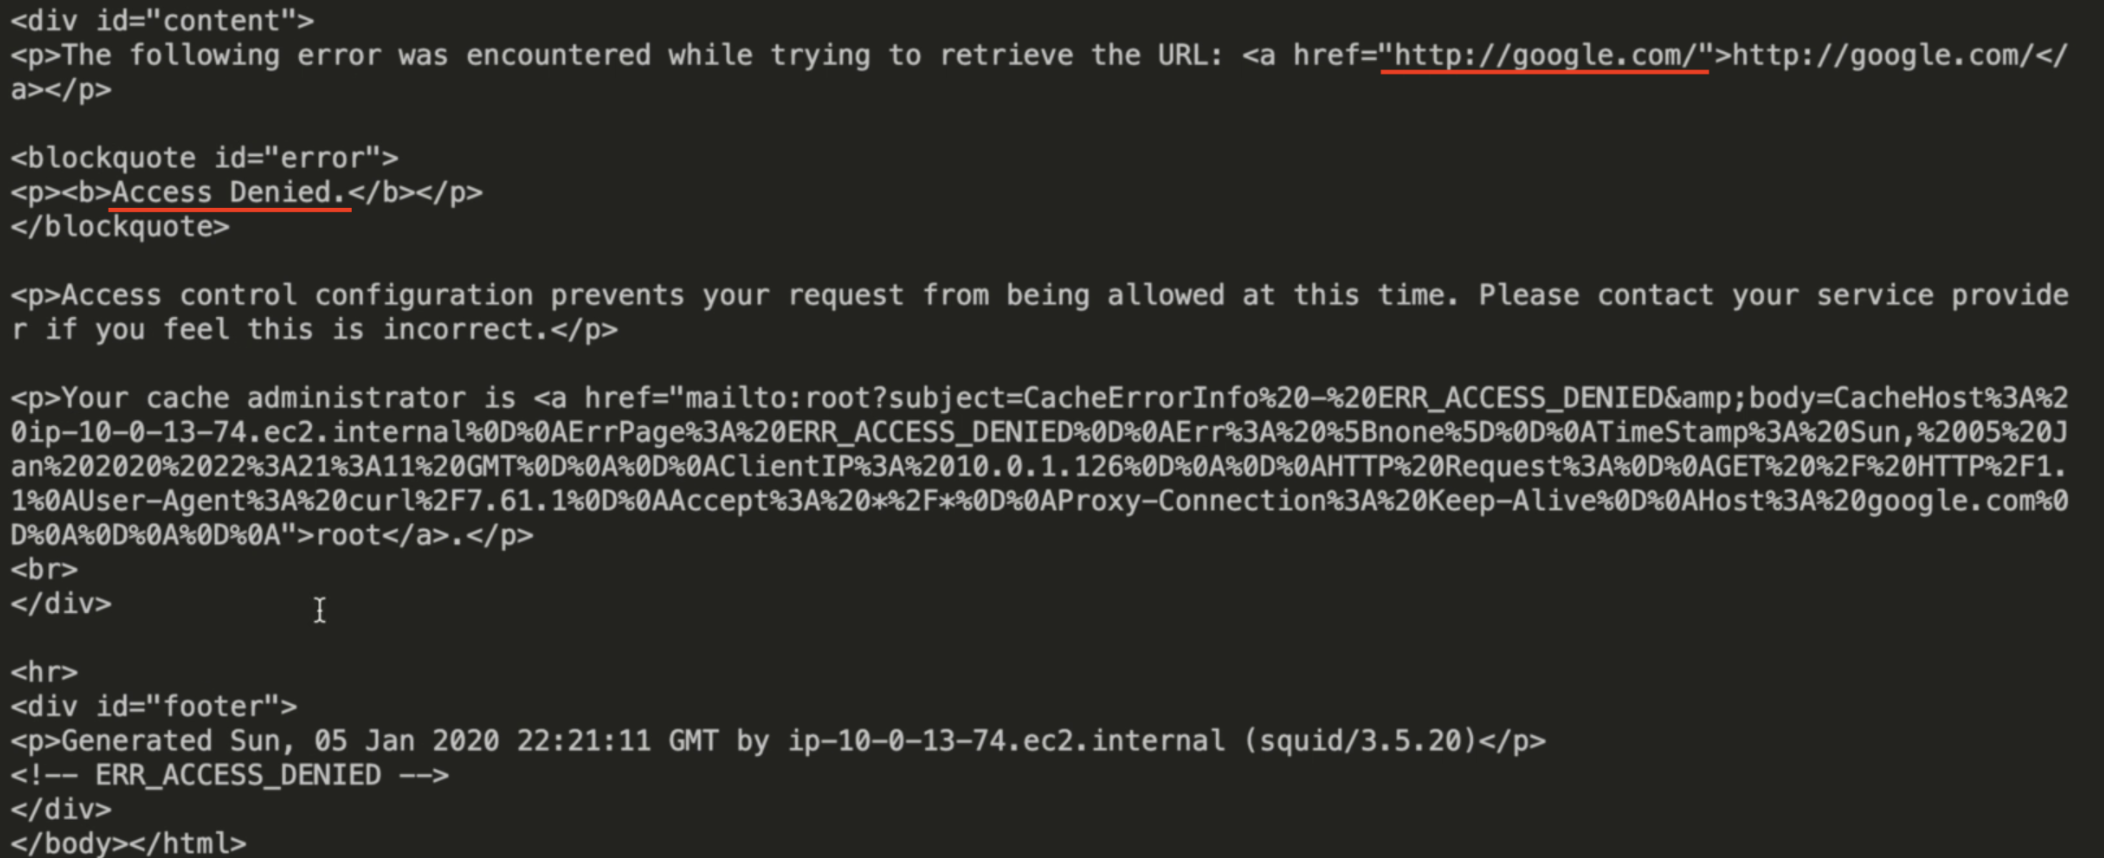 <div id="content">
<p>The following error was encountered while trying to retrieve the URL: <a href="http://google.com/">http://google.com/</
a></p>
<blockquote id="error">
<p><b>Access Denied.</b></p>
</blockquote>
<p>Access control configuration prevents your request from being allowed at this time. Please contact your service provide
r if you feel this is incorrect.</p>
<p>Your cache administrator is <a href="mailto:root?subject=CacheErrorInfo%20-%20ERR_ACCESS_DENIED&amp;body=CacheHost%3A%2
0ip-10-0-13-74.ec2.internal%0D%0AErrPage%3A%20ERR_ACCESS_DENIED%0D%0AErr%3A%20%5Bnone%5D%0D%0ATimeStamp%3A%20Sun,%2005%20J
an%202020%2022%3A21%3A11%20GMT%0D%0A%0D%0AClientIP%3A%2010.0.1.126%0D%0A%0D%0AHTTP%20Request%3A%0D%0AGET%20%2F%20HTTP%2F1.
1%0AUser-Agent%3A%20curl%2F7.61.1%0D%0AAccept%3A%20*%2F*%0D%0AProxy-Connection%3A%20Keep-Alive%0D%0AHost%3A%20google.com%0
D%0A%0D%0A%0D%0A">root</a>.</p>
<br>
</div>
<hr>
<div id="footer">
<p>Generated Sun, 05 Jan 2020 22:21:11 GMT by ip-10-0-13-74.ec2.internal (squid/3.5.20)</p>
<!-- ERR_ACCESS_DENIED -->
</div>
</body></html>